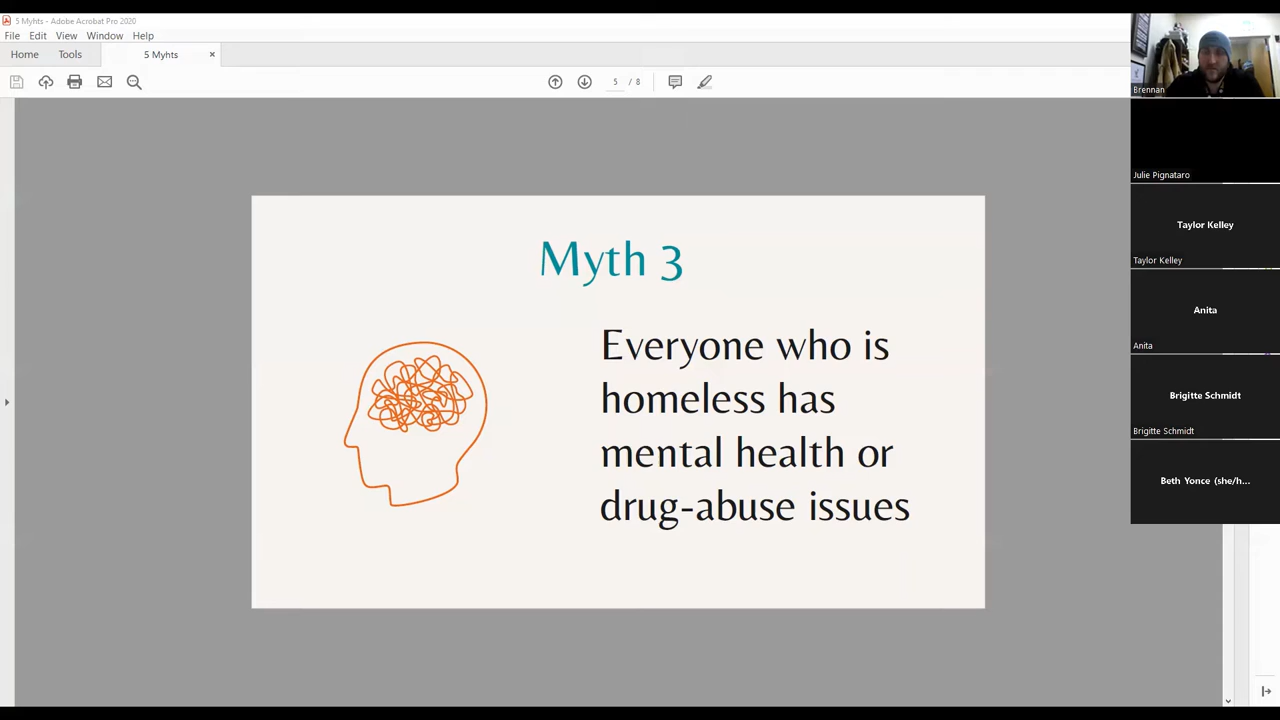 5 Myhts - Adobe Acrobat Pro 2020
File Edit View Window Help
Home Tools 5 Myhts ×
5 / 8
Myth 3
Everyone who is
homeless has
mental health or
drug-abuse issues
Brennan
Julie Pignataro
Taylor Kelley
Taylor Kelley
Anita
Anita
Brigitte Schmidt
Brigitte Schmidt
Beth Yonce (she/h...